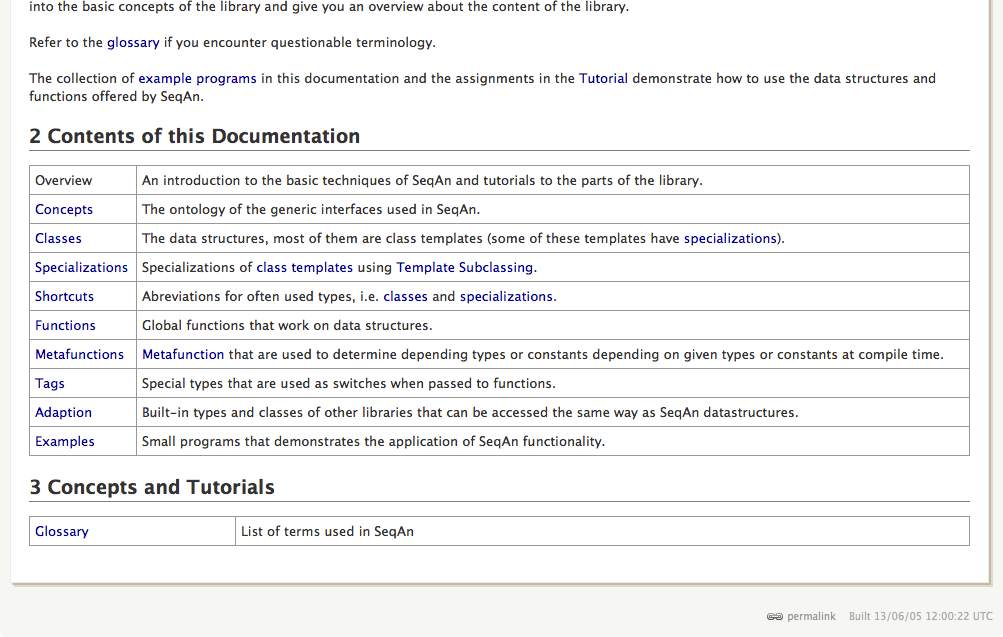 into the basic concepts of the library and give you an overview about the content of the library.
Refer to the glossary if you encounter questionable terminology.
The collection of example programs in this documentation and the assignments in the Tutorial demonstrate how to use the data structures and
functions offered by SeqAn.
2 Contents of this Documentation
Overview An introduction to the basic techniques of SeqAn and tutorials to the parts of the library.
Concepts The ontology of the generic interfaces used in SeqAn.
Classes The data structures, most of them are class templates (some of these templates have specializations).
Specializations Specializations of class templates using Template Subclassing.
Shortcuts Abreviations for often used types, i.e. classes and specializations.
Functions Global functions that work on data structures.
Metafunctions Metafunction that are used to determine depending types or constants depending on given types or constants at compile time.
Tags Special types that are used as switches when passed to functions.
Adaption Built-in types and classes of other libraries that can be accessed the same way as SeqAn datastructures.
Examples Small programs that demonstrates the application of SeqAn functionality.
3 Concepts and Tutorials
Glossary List of terms used in SeqAn
permalink Built 13/06/05 12:00:22 UTC